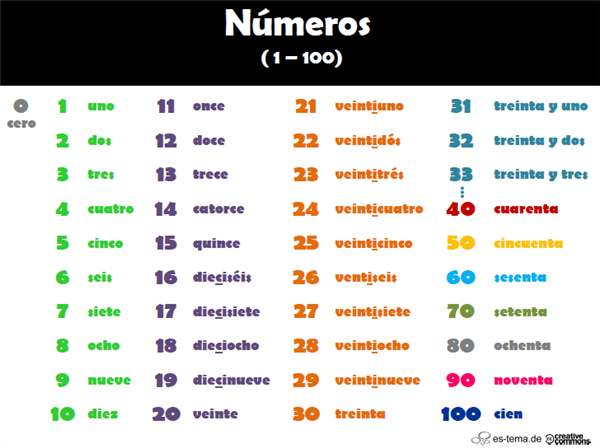 Números
(1 – 100)
0 cero
1 uno
2 dos
3 tres
4 cuatro
5 cinco
6 seis
7 siete
8 ocho
9 nueve
10 diez
11 once
12 doce
13 trece
14 catorce
15 quince
16 dieciséis
17 diecisiete
18 dieciocho
19 diecinueve
20 veinte
21 veintiuno
22 veintidós
23 veintitrés
24 veinticuatro
25 veinticinco
26 ventiseis
27 veintisiete
28 veintiocho
29 veintinueve
30 treinta
31 treinta y uno
32 treinta y dos
33 treinta y tres
40 cuarenta
50 cincuenta
60 sesenta
70 setenta
80 ochenta
90 noventa
100 cien
es-tema.de cc creative commons